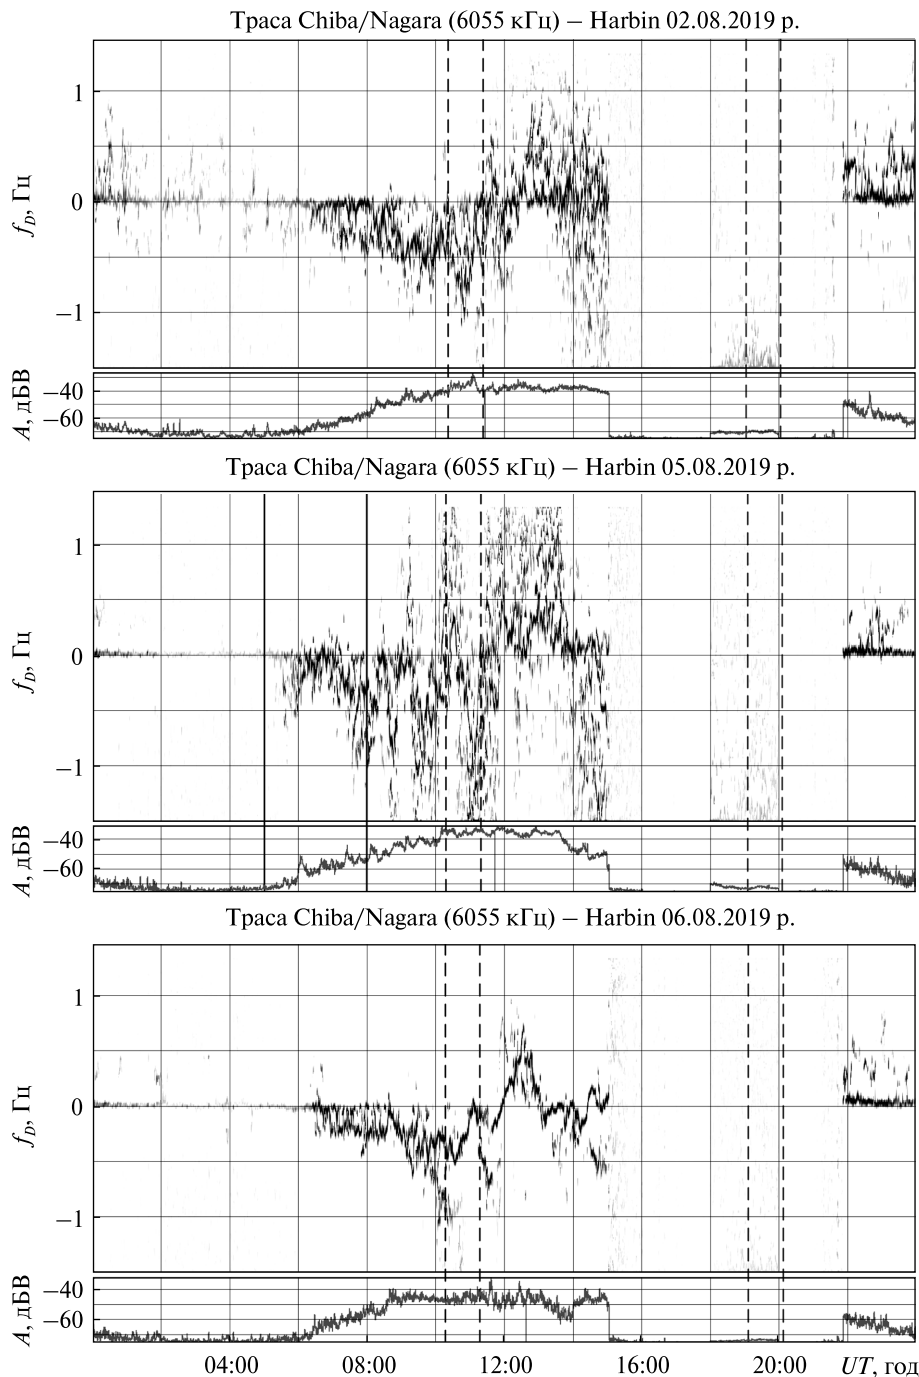 Траса Chiba/Nagara (6055 кГц) – Harbin 02.08.2019 р.
1
0
−1
f_D, Гц
−40
−60
A, дБВ
Траса Chiba/Nagara (6055 кГц) – Harbin 05.08.2019 р.
1
0
−1
f_D, Гц
−40
−60
A, дБВ
Траса Chiba/Nagara (6055 кГц) – Harbin 06.08.2019 р.
1
0
−1
f_D, Гц
−40
−60
A, дБВ
04:00 08:00 12:00 16:00 20:00 UT, год